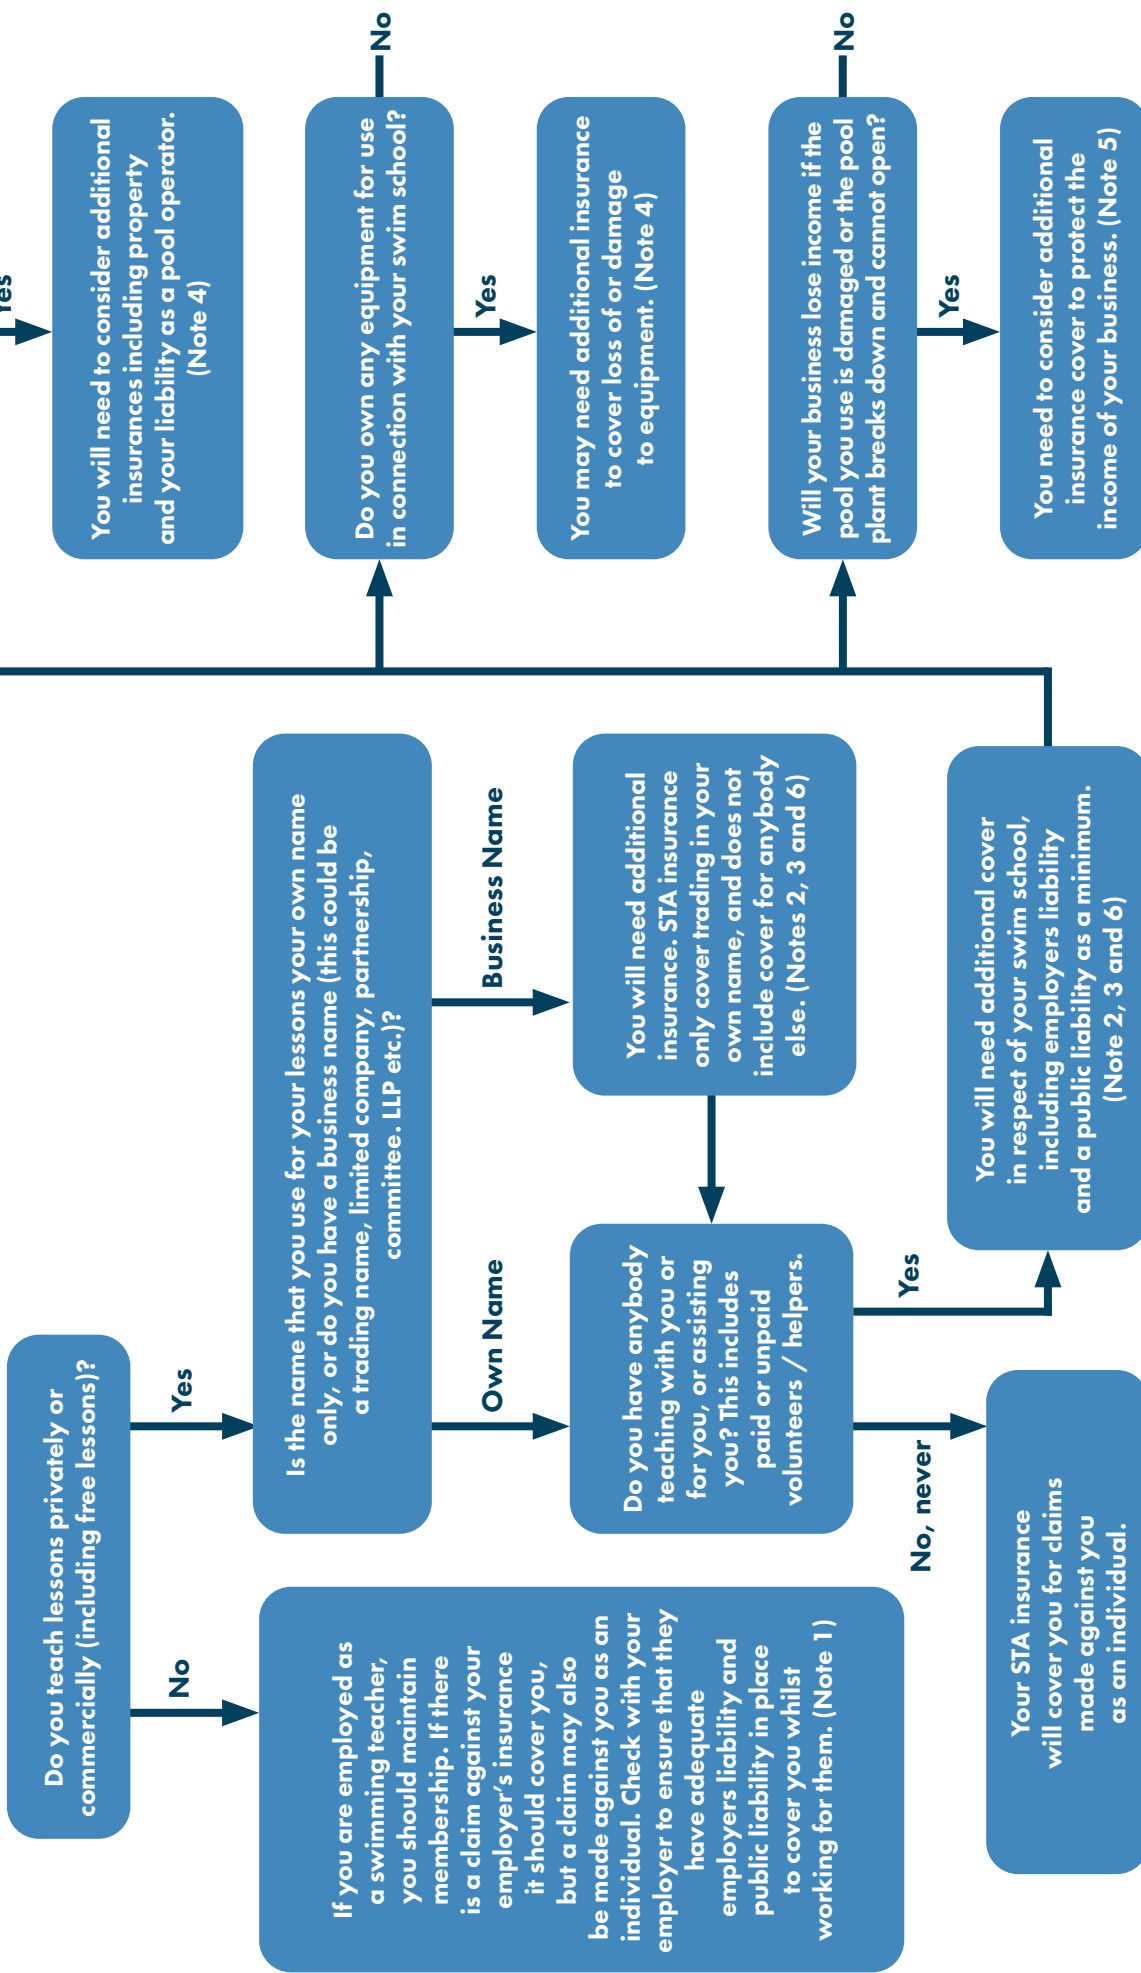 Do you teach lessons privately or
commercially (including free lessons)?
No
Yes
If you are employed as
a swimming teacher,
you should maintain
membership. If there
is a claim against your
employer's insurance
it should cover you,
but a claim may also
be made against you as an
individual. Check with your
employer to ensure that they
have adequate
employers liability and
public liability in place
to cover you whilst
working for them. (Note 1)
Is the name that you use for your lessons your own name
only, or do you have a business name (this could be
a trading name, limited company, partnership,
committee. LLP etc.)?
Own Name
Business Name
Do you have anybody
teaching with you or
for you, or assisting
you? This includes
paid or unpaid
volunteers / helpers.
You will need additional
insurance. STA insurance
only cover trading in your
own name, and does not
include cover for anybody
else. (Notes 2, 3 and 6)
No, never
Yes
Your STA insurance
will cover you for claims
made against you
as an individual.
You will need additional cover
in respect of your swim school,
including employers liability
and a public liability as a minimum.
(Note 2, 3 and 6)
Yes
You will need to consider additional
insurances including property
and your liability as a pool operator.
(Note 4)
Do you own any equipment for use
in connection with your swim school?
No
Yes
You may need additional insurance
to cover loss of or damage
to equipment. (Note 4)
Will your business lose income if the
pool you use is damaged or the pool
plant breaks down and cannot open?
No
Yes
You need to consider additional
insurance cover to protect the
income of your business. (Note 5)